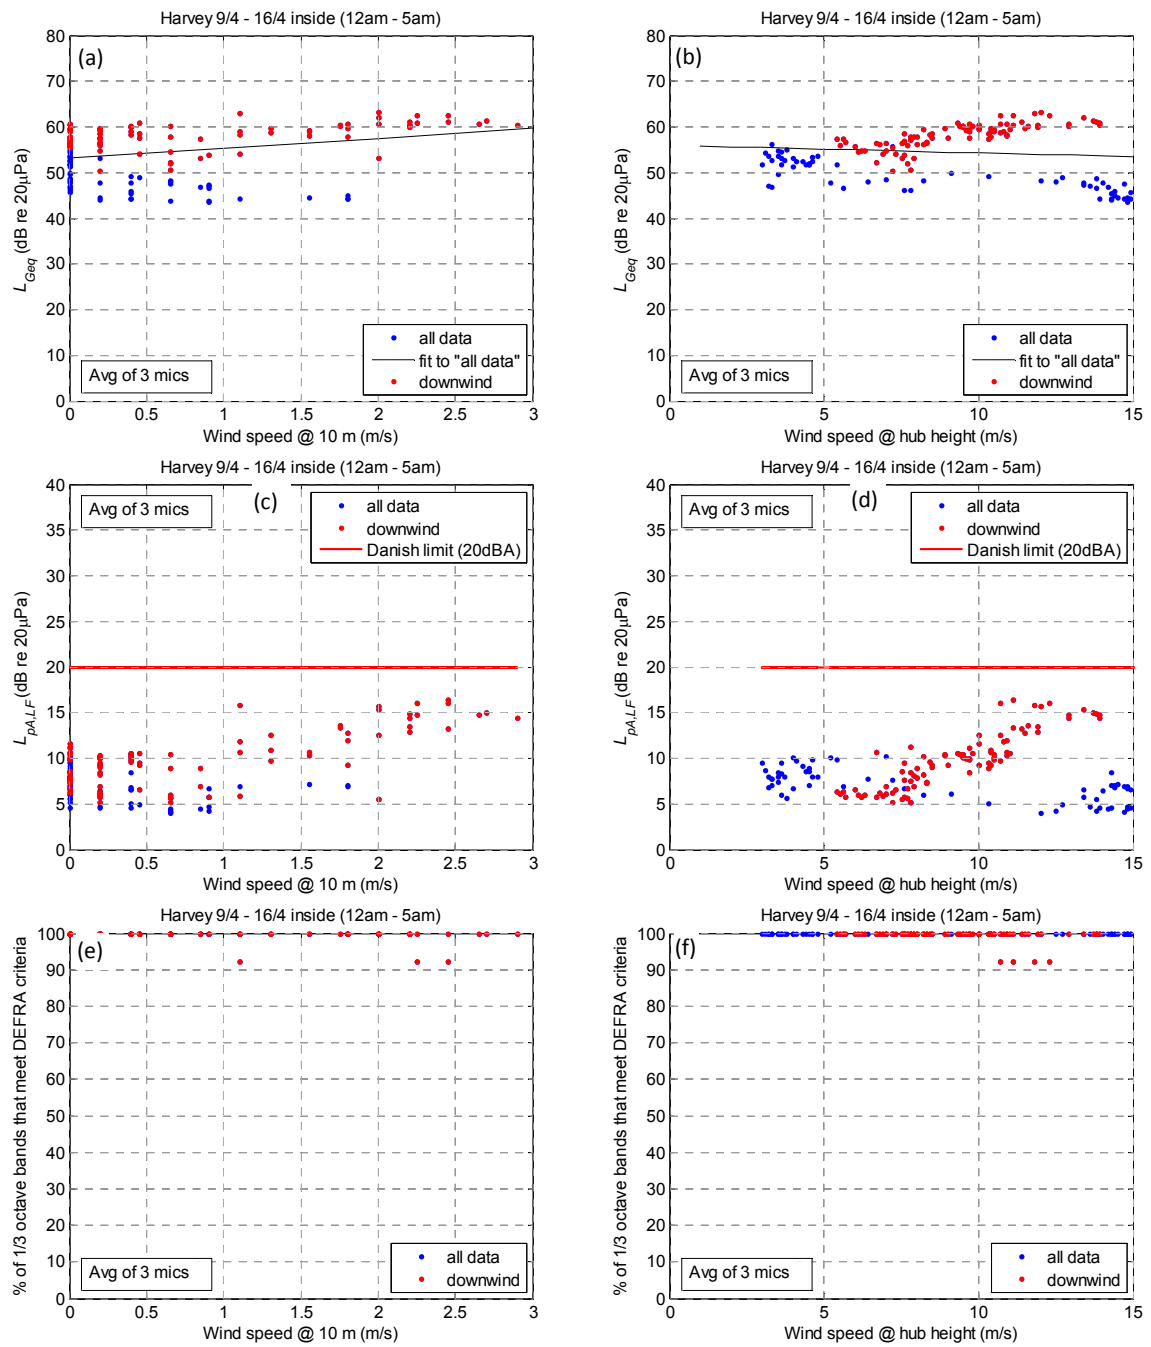 Harvey 9/4 - 16/4 inside (12am - 5am)
(a)
80
70
60
50
40
30
20
10
0
L_Geq (dB re 20μPa)
all data
fit to "all data"
downwind
Avg of 3 mics
0 0.5 1 1.5 2 2.5 3
Wind speed @ 10 m (m/s)
Harvey 9/4 - 16/4 inside (12am - 5am)
(b)
80
70
60
50
40
30
20
10
0
L_Geq (dB re 20μPa)
all data
fit to "all data"
downwind
Avg of 3 mics
0 5 10 15
Wind speed @ hub height (m/s)
Harvey 9/4 - 16/4 inside (12am - 5am)
Avg of 3 mics
(c)
all data
downwind
Danish limit (20dBA)
40
35
30
25
20
15
10
5
0
L_pA,LF (dB re 20μPa)
0 0.5 1 1.5 2 2.5 3
Wind speed @ 10 m (m/s)
Harvey 9/4 - 16/4 inside (12am - 5am)
Avg of 3 mics
(d)
all data
downwind
Danish limit (20dBA)
40
35
30
25
20
15
10
5
0
L_pA,LF (dB re 20μPa)
0 5 10 15
Wind speed @ hub height (m/s)
Harvey 9/4 - 16/4 inside (12am - 5am)
(e)
100
90
80
70
60
50
40
30
20
10
0
% of 1/3 octave bands that meet DEFRA criteria
all data
downwind
Avg of 3 mics
0 0.5 1 1.5 2 2.5 3
Wind speed @ 10 m (m/s)
Harvey 9/4 - 16/4 inside (12am - 5am)
(f)
100
90
80
70
60
50
40
30
20
10
0
% of 1/3 octave bands that meet DEFRA criteria
all data
downwind
Avg of 3 mics
0 5 10 15
Wind speed @ hub height (m/s)